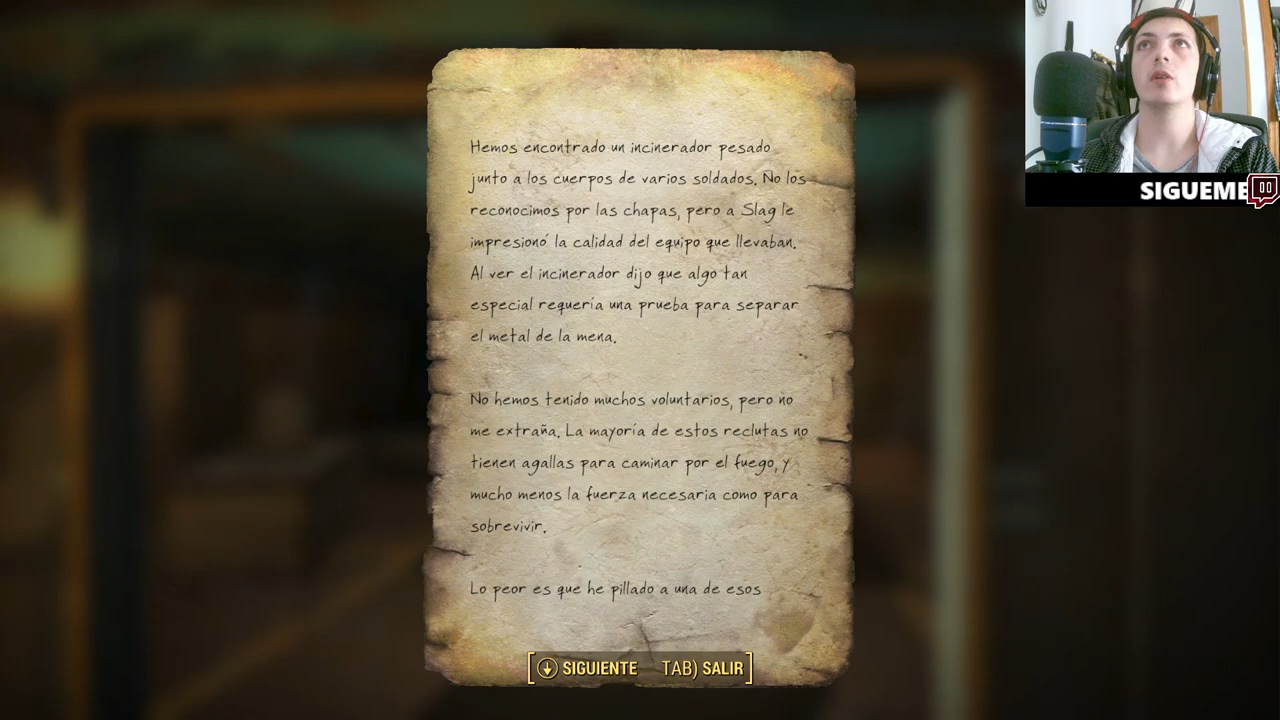 Hemos encontrado un incinerador pesado
junto a los cuerpos de varios soldados. No los
reconocimos por las chapas, pero a Slag le
impresionó la calidad del equipo que llevaban.
Al ver el incinerador dijo que algo tan
especial requería una prueba para separar
el metal de la mena.
No hemos tenido muchos voluntarios, pero no
me extraña. La mayoría de estos reclutas no
tienen agallas para caminar por el fuego, y
mucho menos la fuerza necesaria como para
sobrevivir.
Lo peor es que he pillado a una de esos
SIGUIENTE TAB) SALIR
SIGUEME